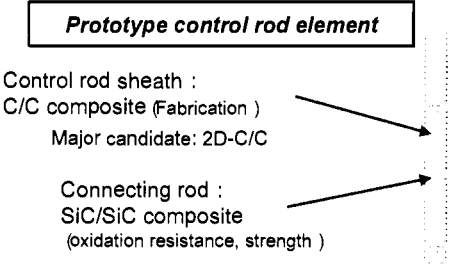 Prototype control rod element
Control rod sheath :
C/C composite (Fabrication )
Major candidate: 2D-C/C
Connecting rod :
SiC/SiC composite
(oxidation resistance, strength )